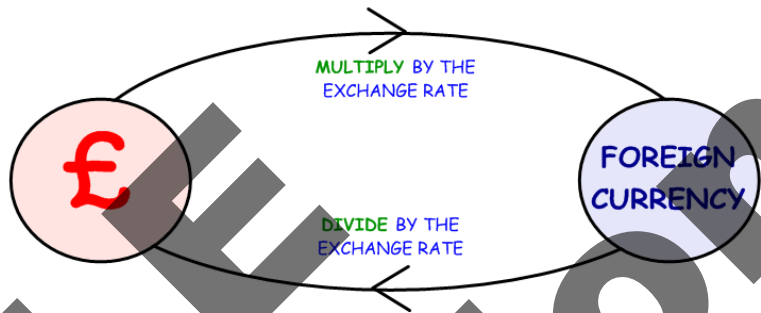 MULTIPLY BY THE
EXCHANGE RATE
£
FOREIGN
CURRENCY
DIVIDE BY THE
EXCHANGE RATE